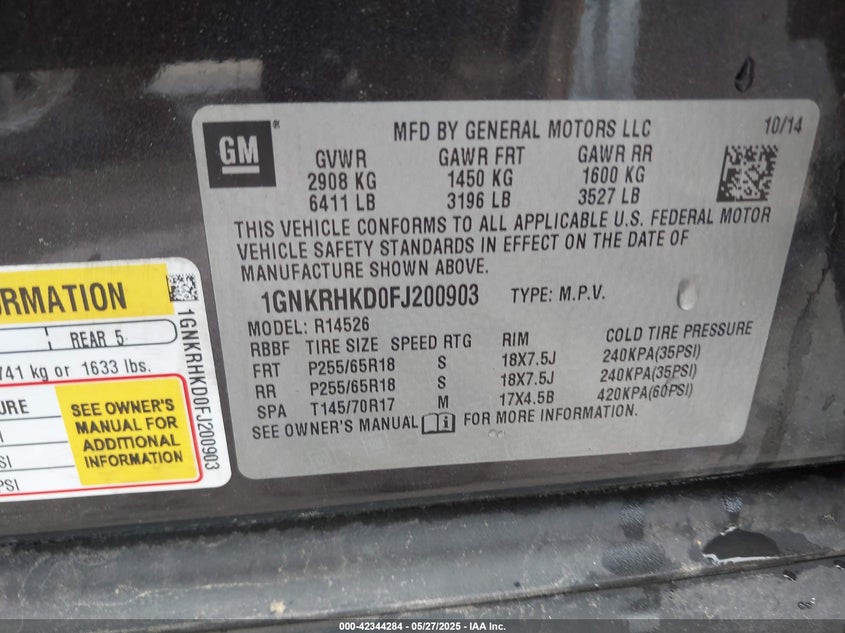 GM ®
MFD BY GENERAL MOTORS LLC
10/14
GVWR GAWR FRT GAWR RR
2908 KG 1450 KG 1600 KG
6411 LB 3196 LB 3527 LB
THIS VEHICLE CONFORMS TO ALL APPLICABLE U.S. FEDERAL MOTOR
VEHICLE SAFETY STANDARDS IN EFFECT ON THE DATE OF
MANUFACTURE SHOWN ABOVE.
1GNKRHKD0FJ200903 TYPE: M.P.V.
MODEL: R14526
RBBF TIRE SIZE SPEED RTG RIM COLD TIRE PRESSURE
FRT P255/65R18 S 18X7.5J 240KPA(35PSI)
RR P255/65R18 S 18X7.5J 240KPA(35PSI)
SPA T145/70R17 M 17X4.5B 420KPA(60PSI)
SEE OWNER'S MANUAL FOR MORE INFORMATION.
ORMATION
REAR 5
741 kg or 1633 lbs.
URE
SI
SI
PSI
SEE OWNER'S
MANUAL FOR
ADDITIONAL
INFORMATION
1GNKRHKD0FJ200903
000-42344284 - 05/27/2025 - IAA Inc.